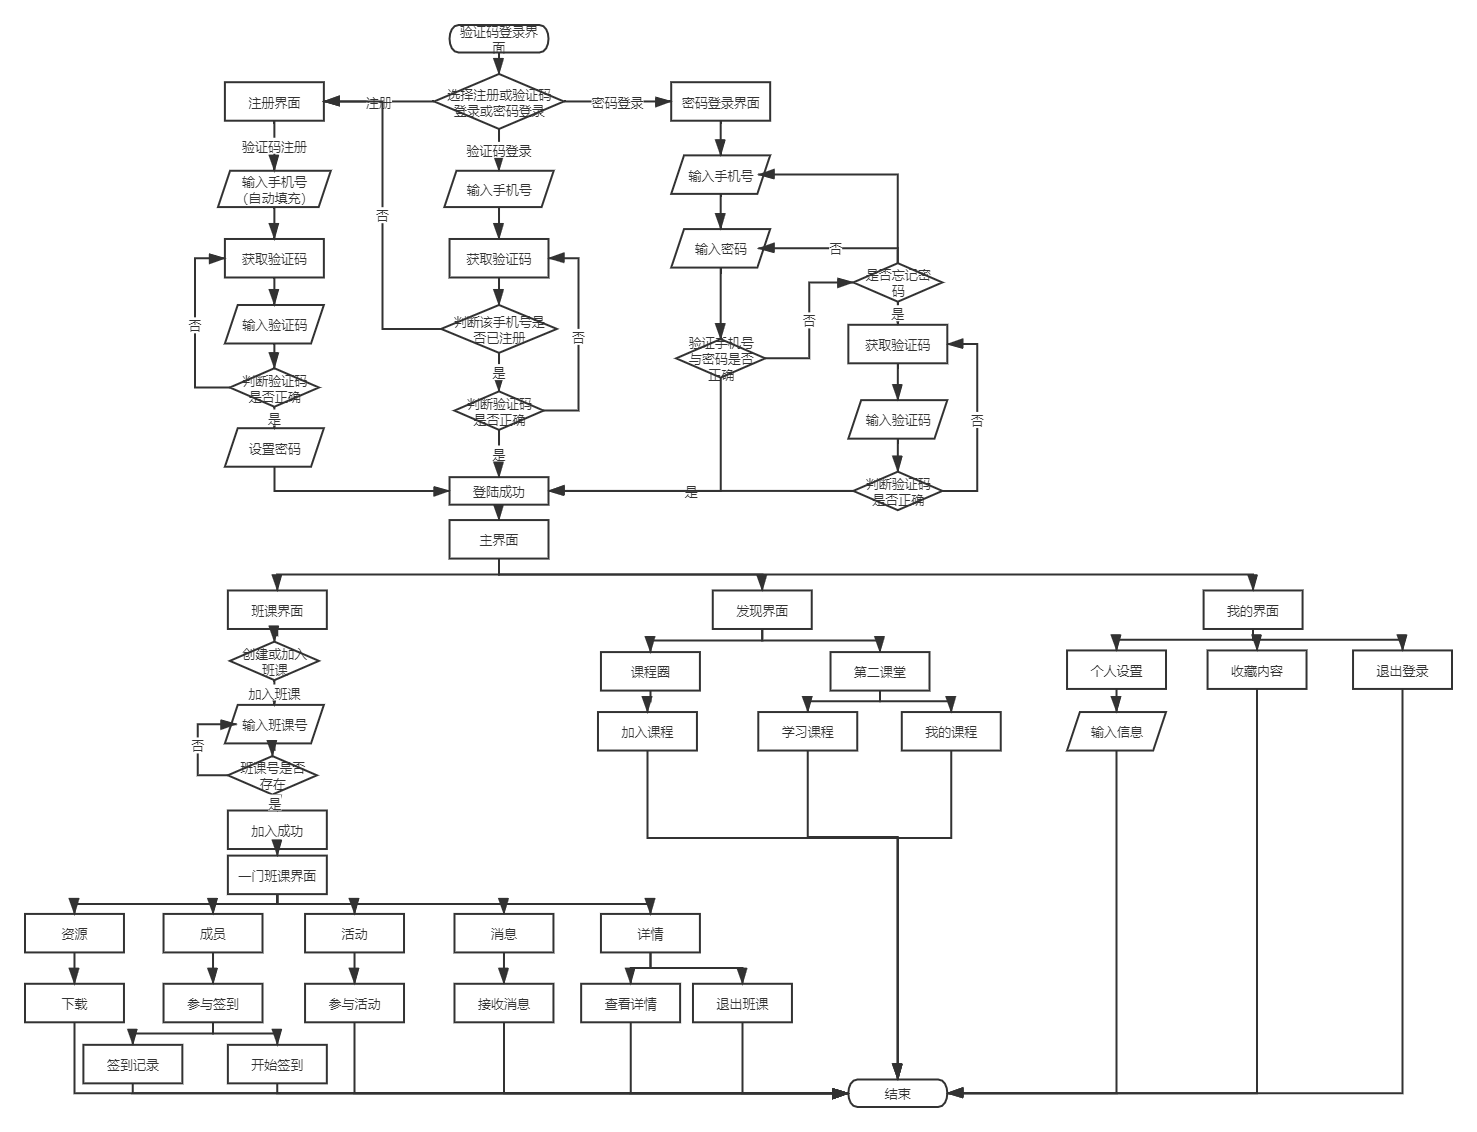 验证码登录界
面
选择注册或验证码
登录或密码登录
注册
密码登录
注册界面
密码登录界面
验证码注册
验证码登录
输入手机号
(自动填充)
输入手机号
输入手机号
否
获取验证码
获取验证码
输入密码
否
是否忘记密
码
是
否
输入验证码
判断该手机号是
否已注册
否
否
验证手机号
与密码是否
正确
获取验证码
是
判断验证码
是否正确
判断验证码
是否正确
输入验证码
否
是
设置密码
是
登陆成功
是
判断验证码
是否正确
主界面
班课界面
发现界面
我的界面
创建或加入
班课
课程圈
第二课堂
个人设置
收藏内容
退出登录
加入班课
输入班课号
加入课程
学习课程
我的课程
输入信息
否
班课号是否
存在
是
加入成功
一门班课界面
资源
成员
活动
消息
详情
下载
参与签到
参与活动
接收消息
查看详情
退出班课
签到记录
开始签到
结束